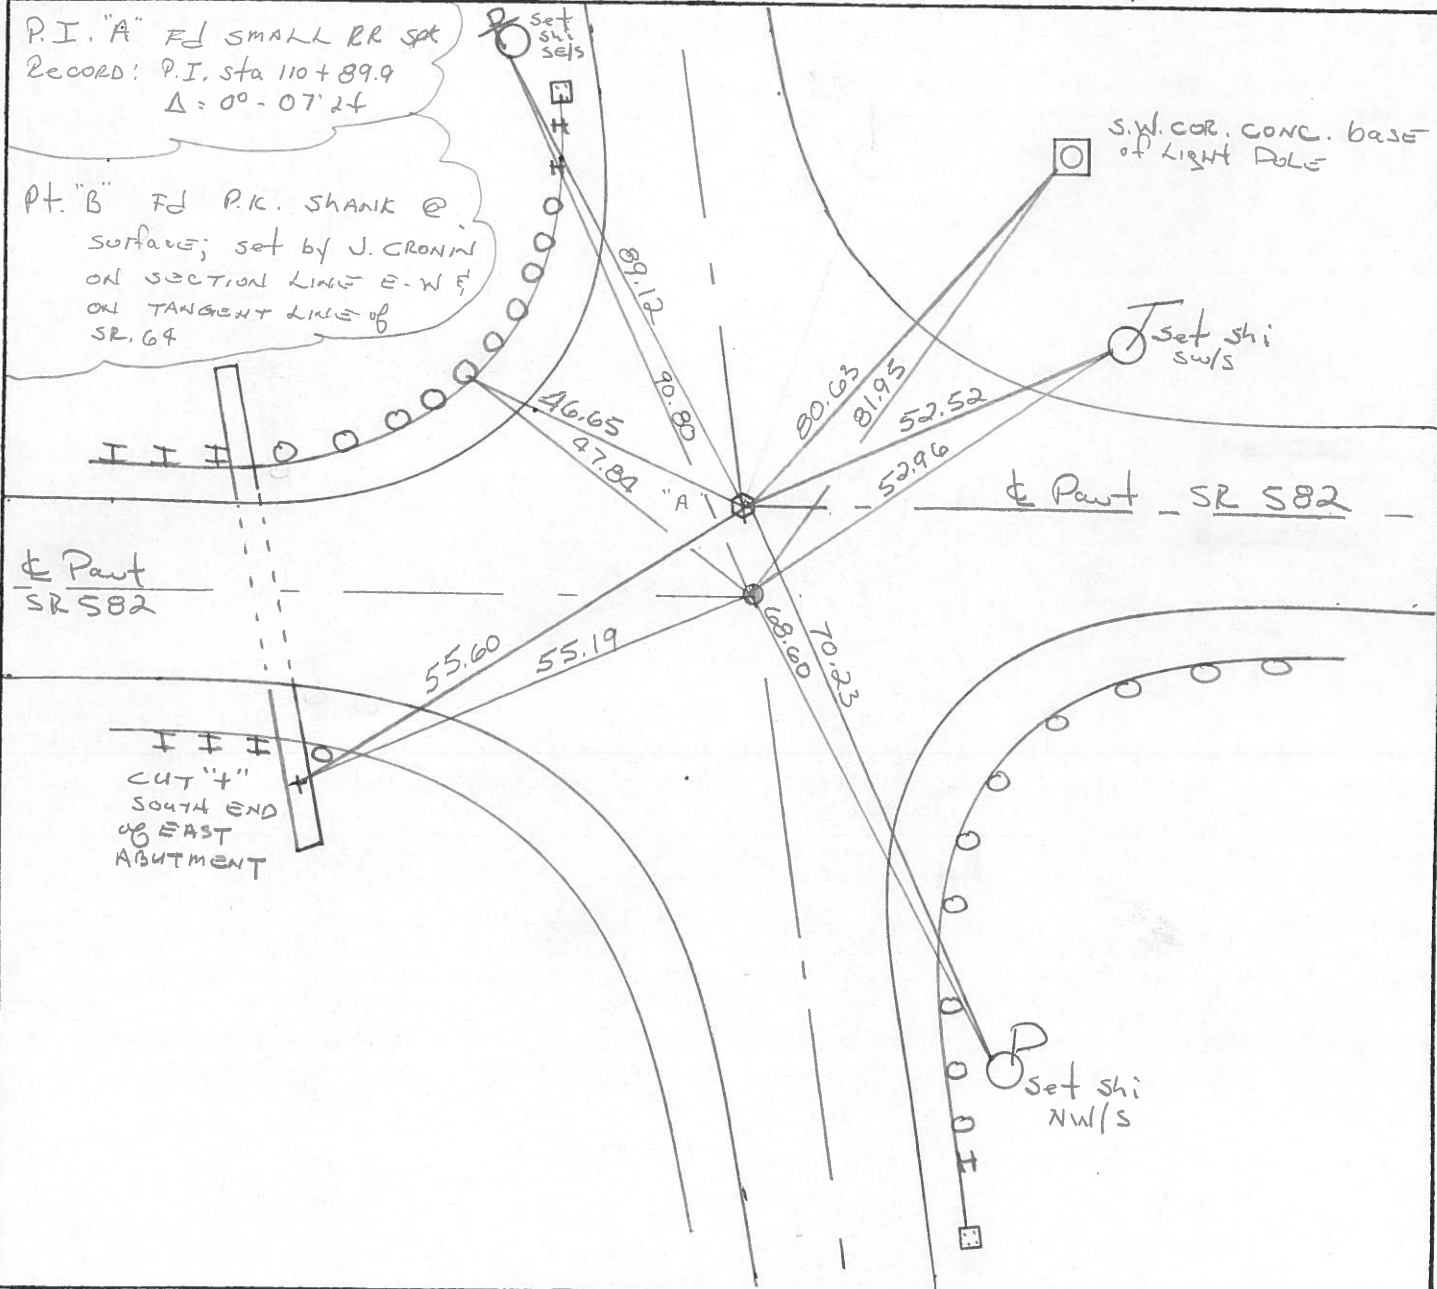 P.I. "A" Fd SMALL RR spk
RECORD: P.I. sta 110 + 89.9
Δ = 0° - 07' 2±
Pt. "B" Fd P.K. SHANK @
surface; set by J. CRONIN
ON SECTION LINE E-W &
ON TANGENT LINE of
SR. 64
set
shi
SE/S
S.W. COR. CONC. base
of Light POLE
Set shi
SW/S
89.12
90.80
80.63
81.95
52.52
52.96
46.65
47.84
"A"
℄ Pavt SR 582
℄ Pavt
SR 582
55.60
55.19
68.60
70.23
CUT "+"
SOUTH END
of EAST
ABUTMENT
Set shi
NW/S